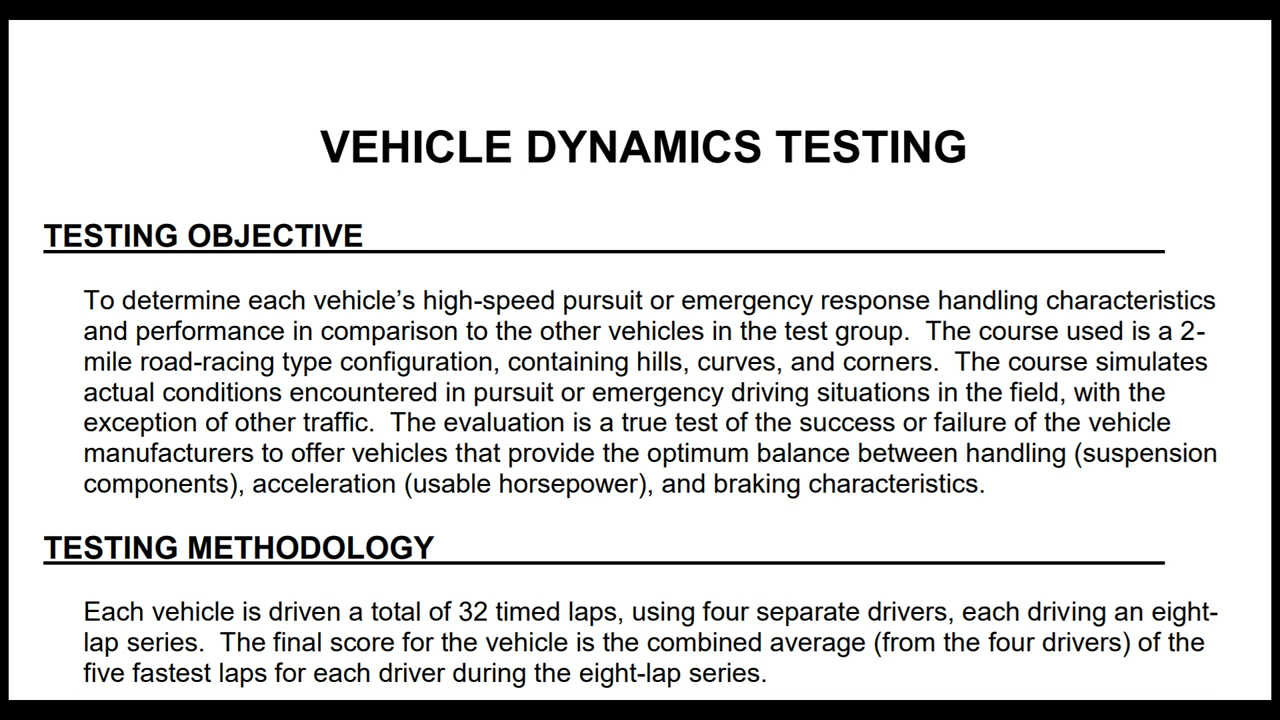 VEHICLE DYNAMICS TESTING
TESTING OBJECTIVE
To determine each vehicle’s high-speed pursuit or emergency response handling characteristics
and performance in comparison to the other vehicles in the test group.  The course used is a 2-
mile road-racing type configuration, containing hills, curves, and corners.  The course simulates
actual conditions encountered in pursuit or emergency driving situations in the field, with the
exception of other traffic.  The evaluation is a true test of the success or failure of the vehicle
manufacturers to offer vehicles that provide the optimum balance between handling (suspension
components), acceleration (usable horsepower), and braking characteristics.
TESTING METHODOLOGY
Each vehicle is driven a total of 32 timed laps, using four separate drivers, each driving an eight-
lap series.  The final score for the vehicle is the combined average (from the four drivers) of the
five fastest laps for each driver during the eight-lap series.